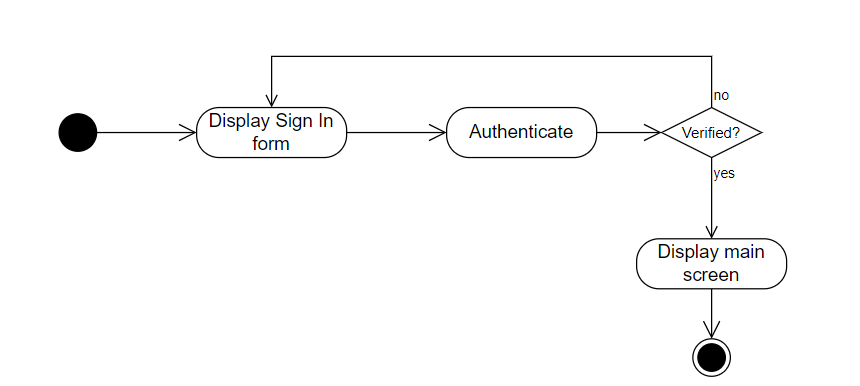 Display Sign In
form
Authenticate
no
Verified?
yes
Display main
screen